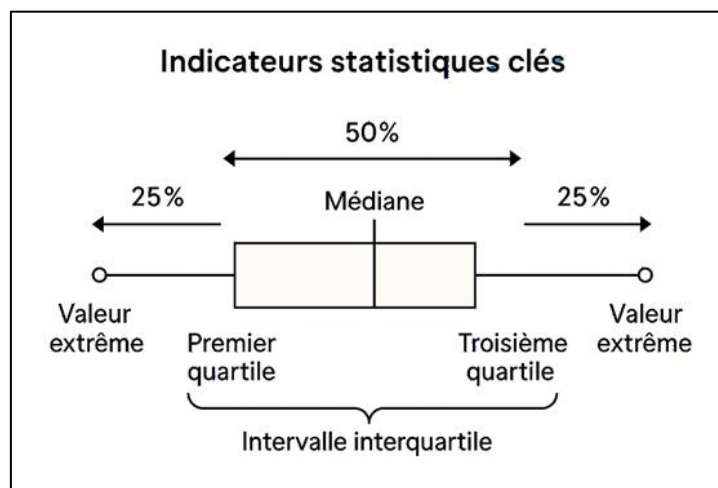 Indicateurs statistiques clés
50%
25%
Médiane
25%
Valeur
extrême
Premier
quartile
Troisième
quartile
Valeur
extrême
Intervalle interquartile